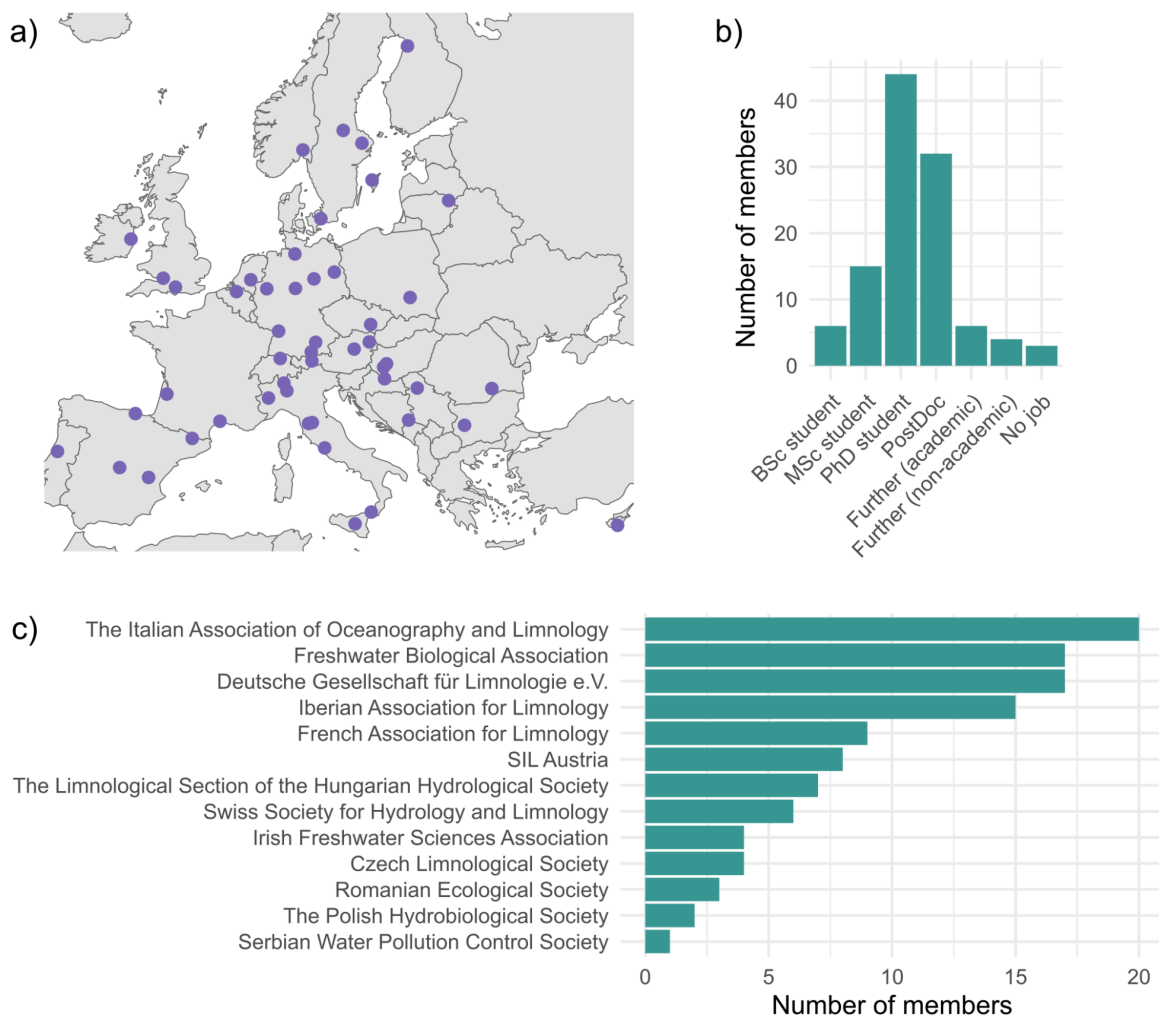 a)
b)
Number of members
40
30
20
10
0
BSc student
MSc student
PhD student
PostDoc
Further (academic)
Further (non-academic)
No job
c)
The Italian Association of Oceanography and Limnology
Freshwater Biological Association
Deutsche Gesellschaft für Limnologie e.V.
Iberian Association for Limnology
French Association for Limnology
SIL Austria
The Limnological Section of the Hungarian Hydrological Society
Swiss Society for Hydrology and Limnology
Irish Freshwater Sciences Association
Czech Limnological Society
Romanian Ecological Society
The Polish Hydrobiological Society
Serbian Water Pollution Control Society
0 5 10 15 20
Number of members